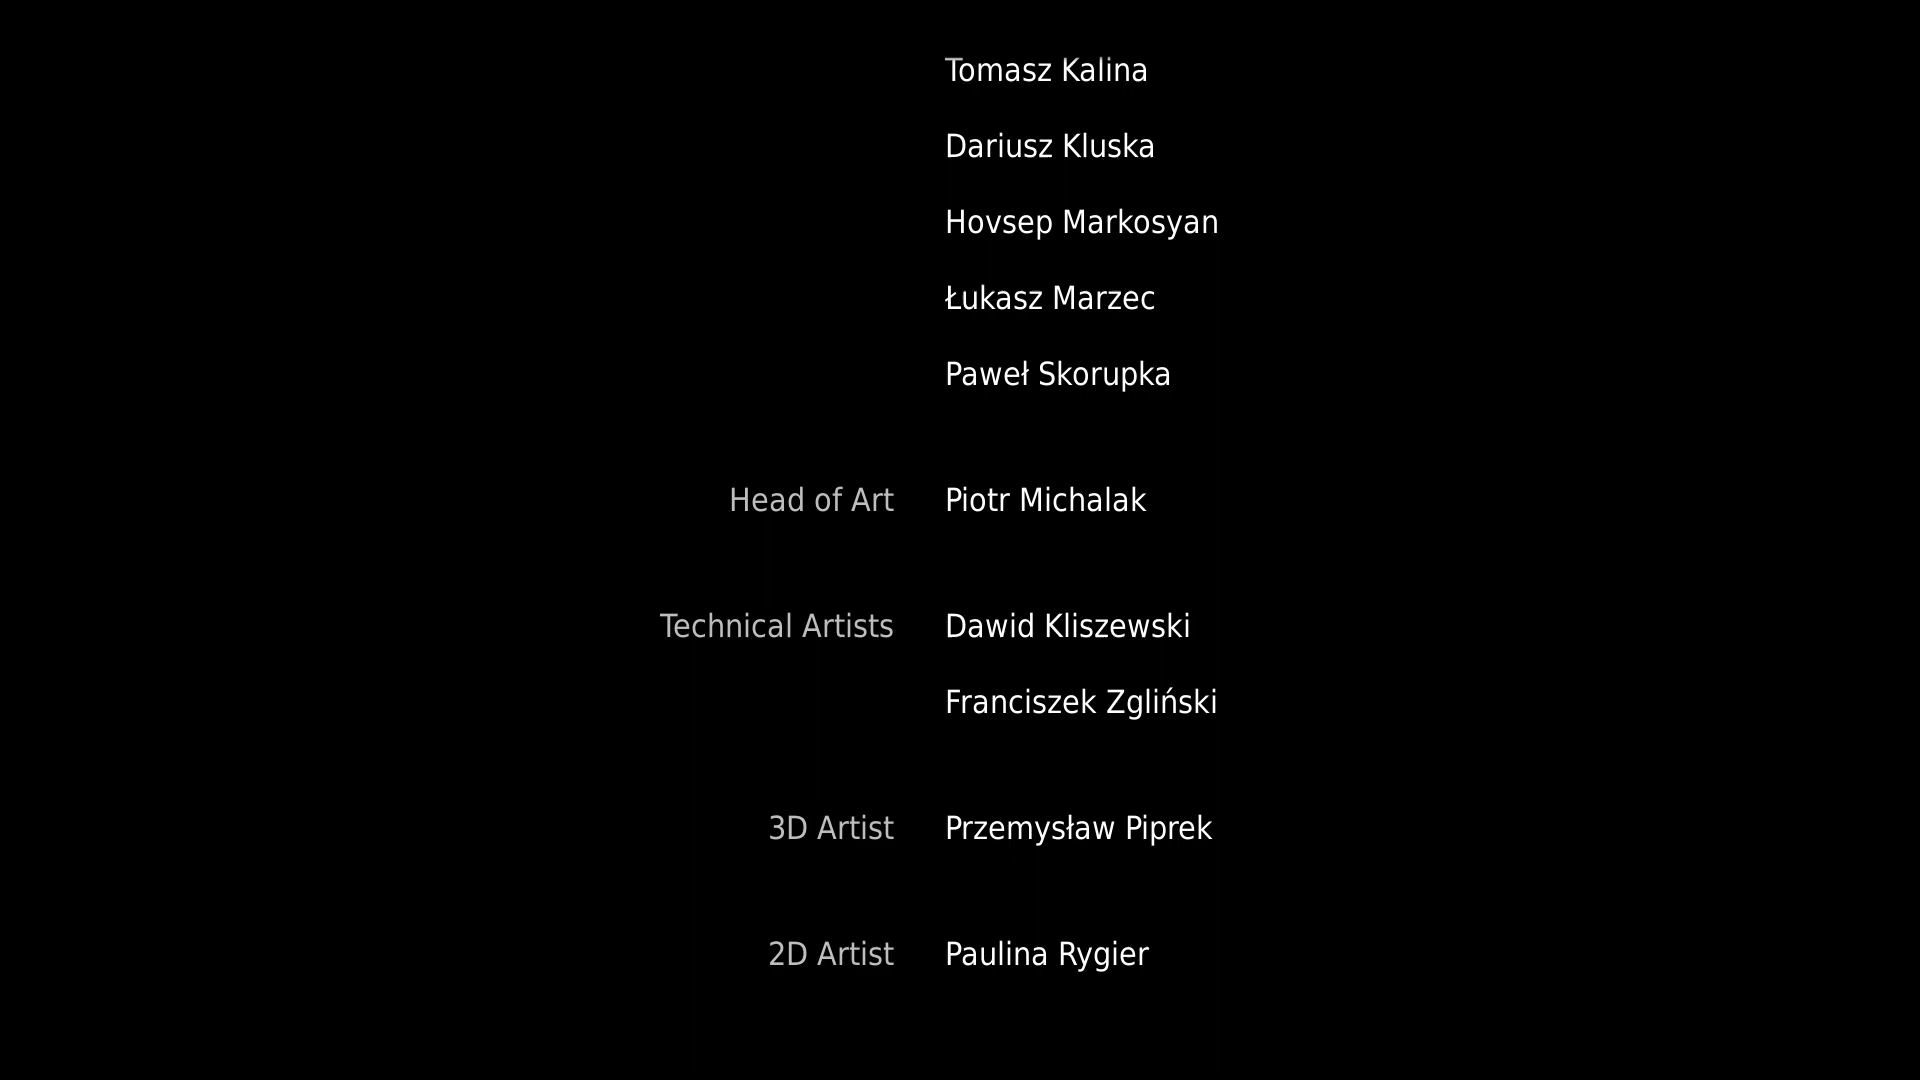 Tomasz Kalina
Dariusz Kluska
Hovsep Markosyan
Łukasz Marzec
Paweł Skorupka
Head of Art Piotr Michalak
Technical Artists Dawid Kliszewski
Franciszek Zgliński
3D Artist Przemysław Piprek
2D Artist Paulina Rygier